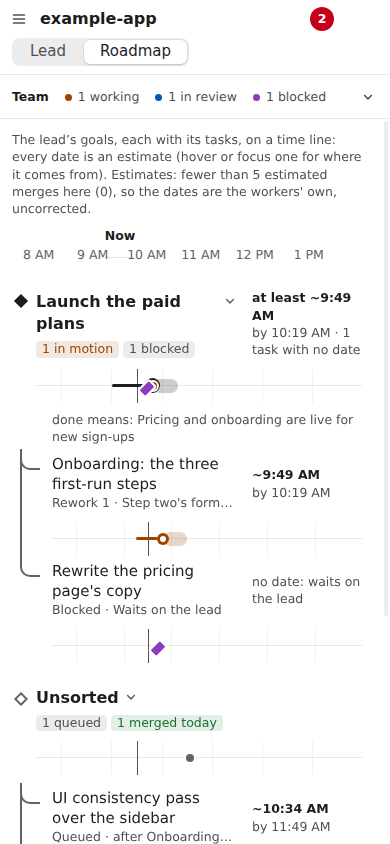 example-app
2
Lead
Roadmap
Team
1 working
1 in review
1 blocked
The lead’s goals, each with its tasks, on a time line:
every date is an estimate (hover or focus one for where
it comes from). Estimates: fewer than 5 estimated
merges here (0), so the dates are the workers' own,
uncorrected.
Now
8 AM
9 AM
10 AM
11 AM
12 PM
1 PM
Launch the paid
plans
at least ~9:49
AM
by 10:19 AM · 1
task with no date
1 in motion
1 blocked
done means: Pricing and onboarding are live for
new sign-ups
Onboarding: the three
first-run steps
Rework 1 · Step two's form…
~9:49 AM
by 10:19 AM
Rewrite the pricing
page's copy
Blocked · Waits on the lead
no date: waits on
the lead
Unsorted
1 queued
1 merged today
UI consistency pass
over the sidebar
Queued · after Onboarding…
~10:34 AM
by 11:49 AM